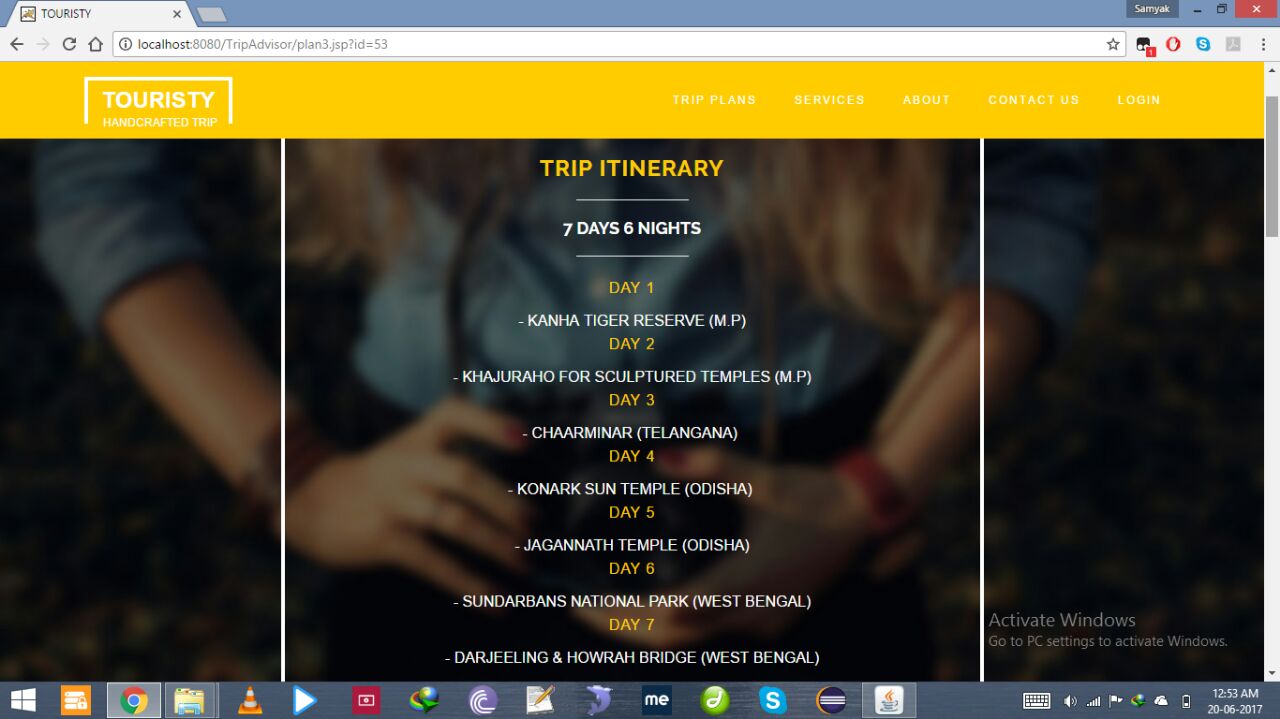 TOURISTY
Samyak
localhost:8080/TripAdvisor/plan3.jsp?id=53
1
TOURISTY
HANDCRAFTED TRIP
TRIP PLANS
SERVICES
ABOUT
CONTACT US
LOGIN
TRIP ITINERARY
7 DAYS 6 NIGHTS
DAY 1
- KANHA TIGER RESERVE (M.P)
DAY 2
- KHAJURAHO FOR SCULPTURED TEMPLES (M.P)
DAY 3
- CHAARMINAR (TELANGANA)
DAY 4
- KONARK SUN TEMPLE (ODISHA)
DAY 5
- JAGANNATH TEMPLE (ODISHA)
DAY 6
- SUNDARBANS NATIONAL PARK (WEST BENGAL)
DAY 7
- DARJEELING & HOWRAH BRIDGE (WEST BENGAL)
Activate Windows
Go to PC settings to activate Windows.
me
12:53 AM
20-06-2017